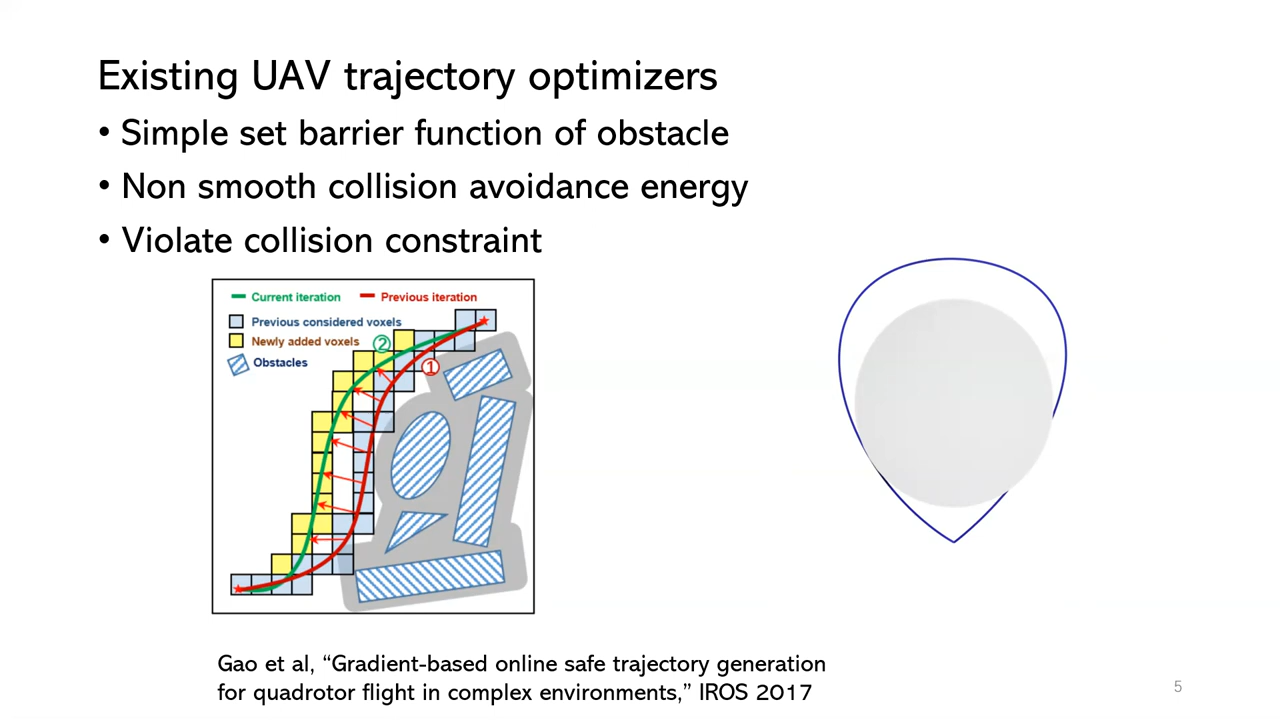 Existing UAV trajectory optimizers
• Simple set barrier function of obstacle
• Non smooth collision avoidance energy
• Violate collision constraint
Current iteration Previous iteration
Previous considered voxels
Newly added voxels
Obstacles
②
①
Gao et al, “Gradient-based online safe trajectory generation
for quadrotor flight in complex environments,” IROS 2017
5